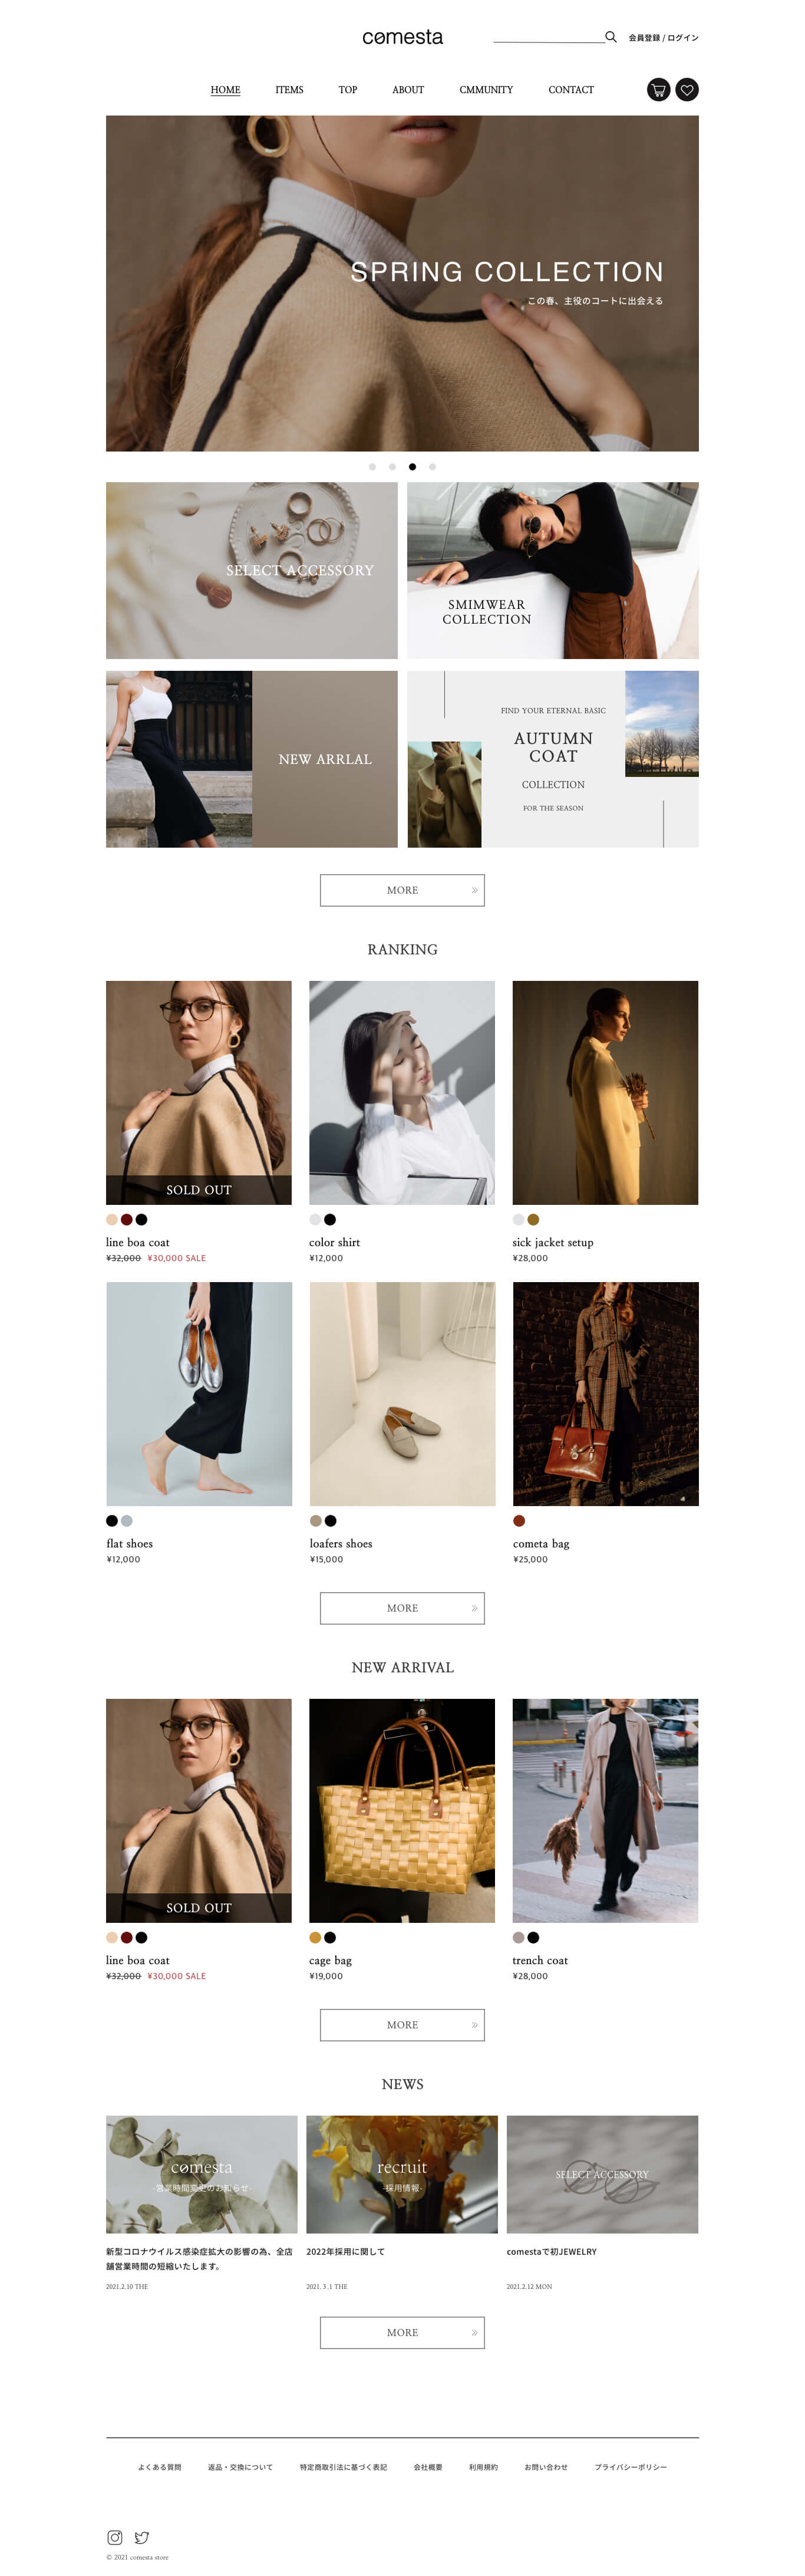 cømesta
会員登録 / ログイン
HOME
ITEMS
TOP
ABOUT
CMMUNITY
CONTACT
SPRING COLLECTION
この春、主役のコートに出会える
SELECT ACCESSORY
SMIMWEAR
COLLECTION
NEW ARRLAL
FIND YOUR ETERNAL BASIC
AUTUMN
COAT
COLLECTION
FOR THE SEASON
MORE
RANKING
SOLD OUT
line boa coat
¥32,000 ¥30,000 SALE
color shirt
¥12,000
sick jacket setup
¥28,000
flat shoes
¥12,000
loafers shoes
¥15,000
cometa bag
¥25,000
MORE
NEW ARRIVAL
SOLD OUT
line boa coat
¥32,000 ¥30,000 SALE
cage bag
¥19,000
trench coat
¥28,000
MORE
NEWS
cømesta
-営業時間変更のお知らせ-
新型コロナウイルス感染症拡大の影響の為、全店
舗営業時間の短縮いたします。
2021.2.10 THE
recruit
-採用情報-
2022年採用に関して
2021. 3 .1 THE
SELECT ACCESSORY
comestaで初JEWELRY
2021.2.12 MON
MORE
よくある質問
返品・交換について
特定商取引法に基づく表記
会社概要
利用規約
お問い合わせ
プライバシーポリシー
© 2021 comesta store